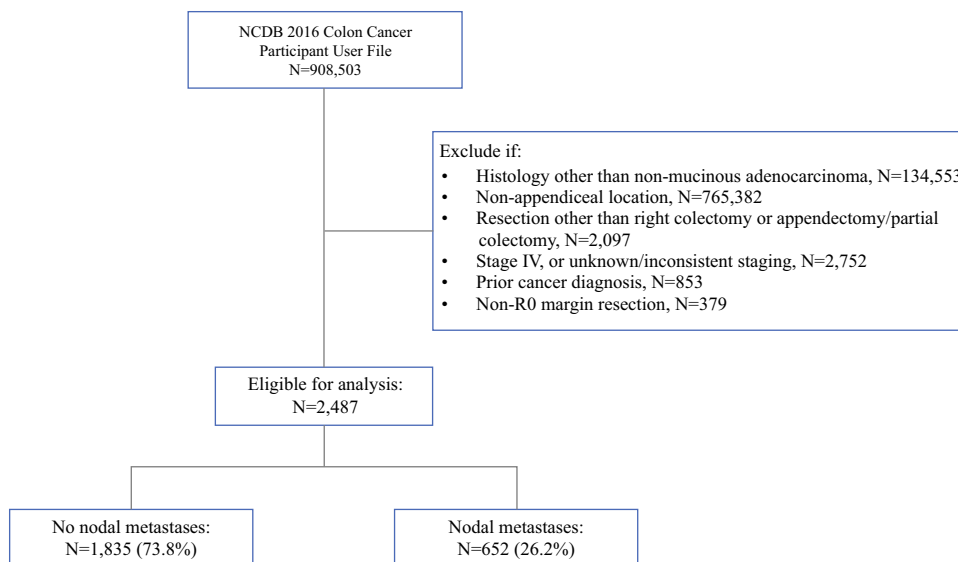 NCDB 2016 Colon Cancer
Participant User File
N=908,503
Exclude if:
• Histology other than non-mucinous adenocarcinoma, N=134,553
• Non-appendiceal location, N=765,382
• Resection other than right colectomy or appendectomy/partial
colectomy, N=2,097
• Stage IV, or unknown/inconsistent staging, N=2,752
• Prior cancer diagnosis, N=853
• Non-R0 margin resection, N=379
Eligible for analysis:
N=2,487
No nodal metastases:
N=1,835 (73.8%)
Nodal metastases:
N=652 (26.2%)